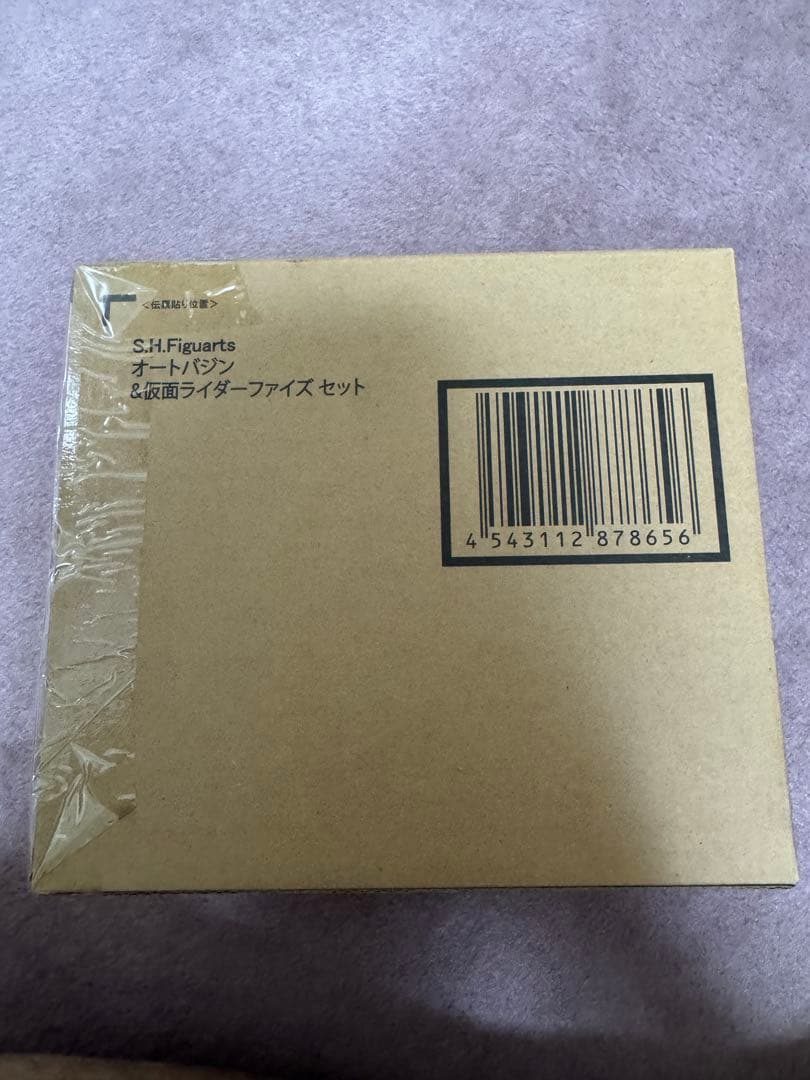 <伝票貼り位置>
S.H.Figuarts
オートバジン
&仮面ライダーファイズ セット
4 543112 878656